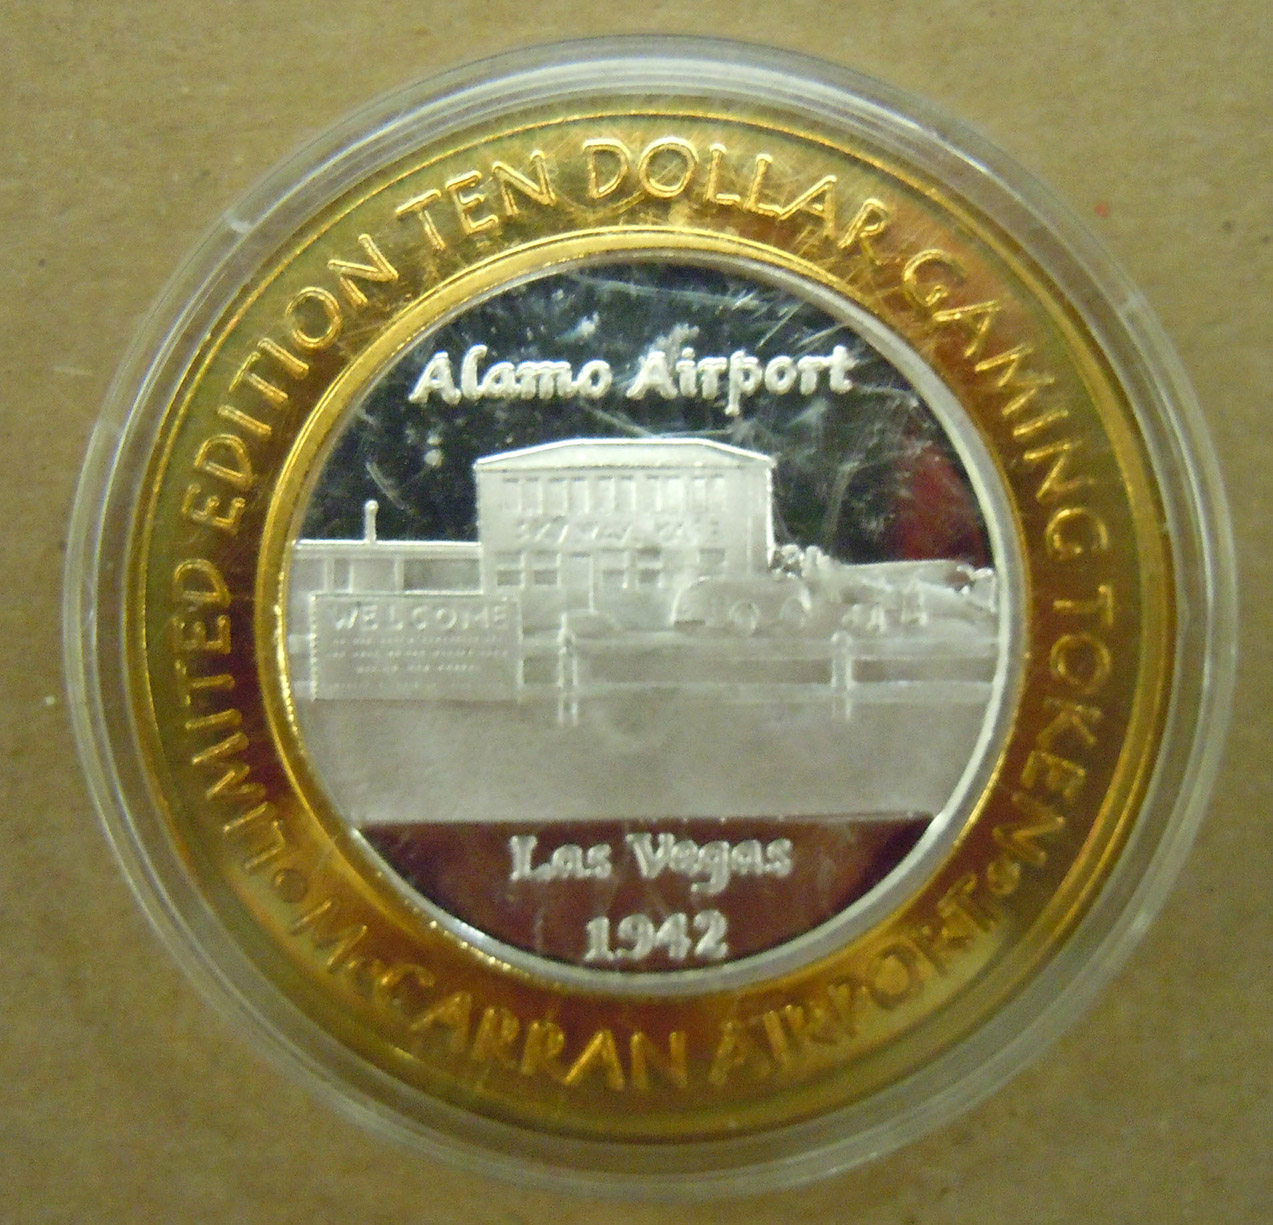 LIMITED EDITION TEN DOLLAR GAMING TOKEN
Alamo Airport
WELCOME
Las Vegas
1942
McCARRAN AIRPORT